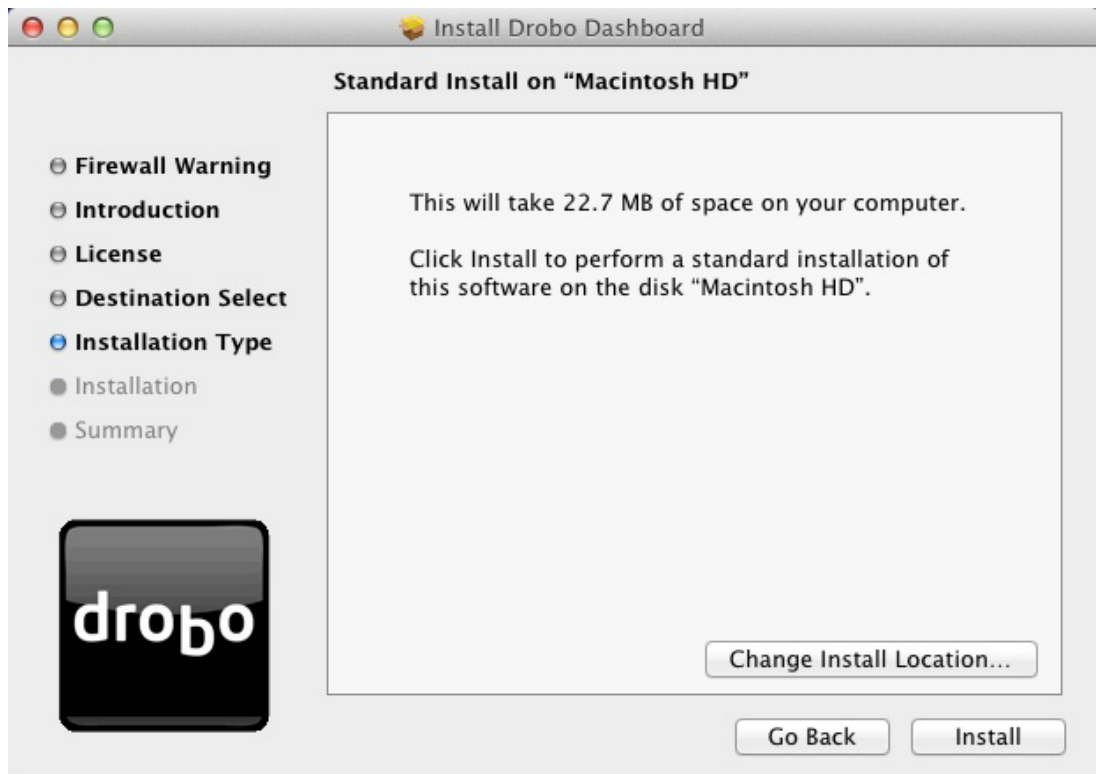 Install Drobo Dashboard
Standard Install on “Macintosh HD”
Firewall Warning
Introduction
License
Destination Select
Installation Type
Installation
Summary
This will take 22.7 MB of space on your computer.
Click Install to perform a standard installation of
this software on the disk “Macintosh HD”.
drobo
Change Install Location...
Go Back
Install